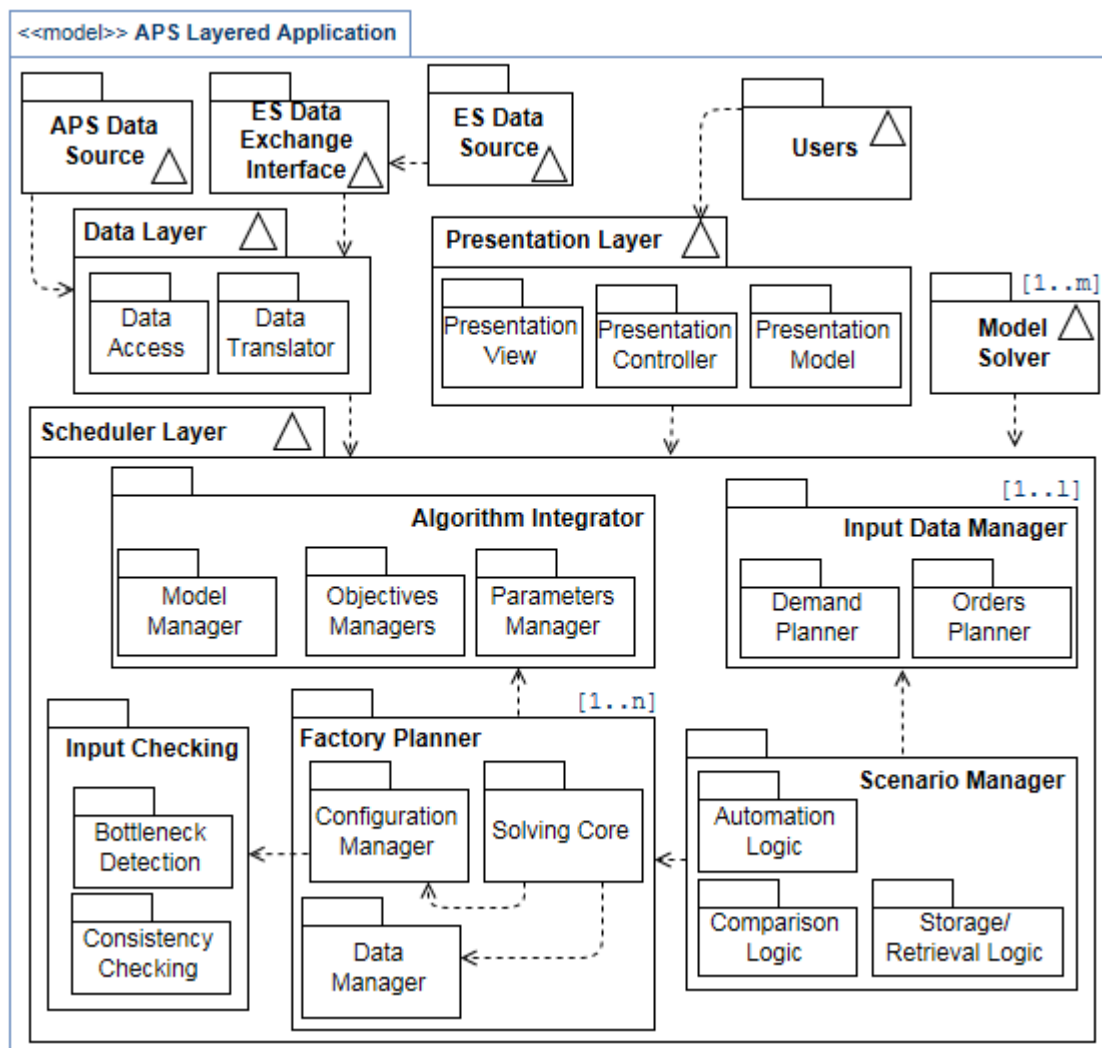 <<model>> APS Layered Application
APS Data
Source
ES Data
Exchange
Interface
ES Data
Source
Users
Data Layer
Data
Access
Data
Translator
Presentation Layer
Presentation
View
Presentation
Controller
Presentation
Model
[1..m]
Model
Solver
Scheduler Layer
Algorithm Integrator
Model
Manager
Objectives
Managers
Parameters
Manager
[1..l]
Input Data Manager
Demand
Planner
Orders
Planner
Input Checking
Bottleneck
Detection
Consistency
Checking
[1..n]
Factory Planner
Configuration
Manager
Solving Core
Data
Manager
Scenario Manager
Automation
Logic
Comparison
Logic
Storage/
Retrieval Logic